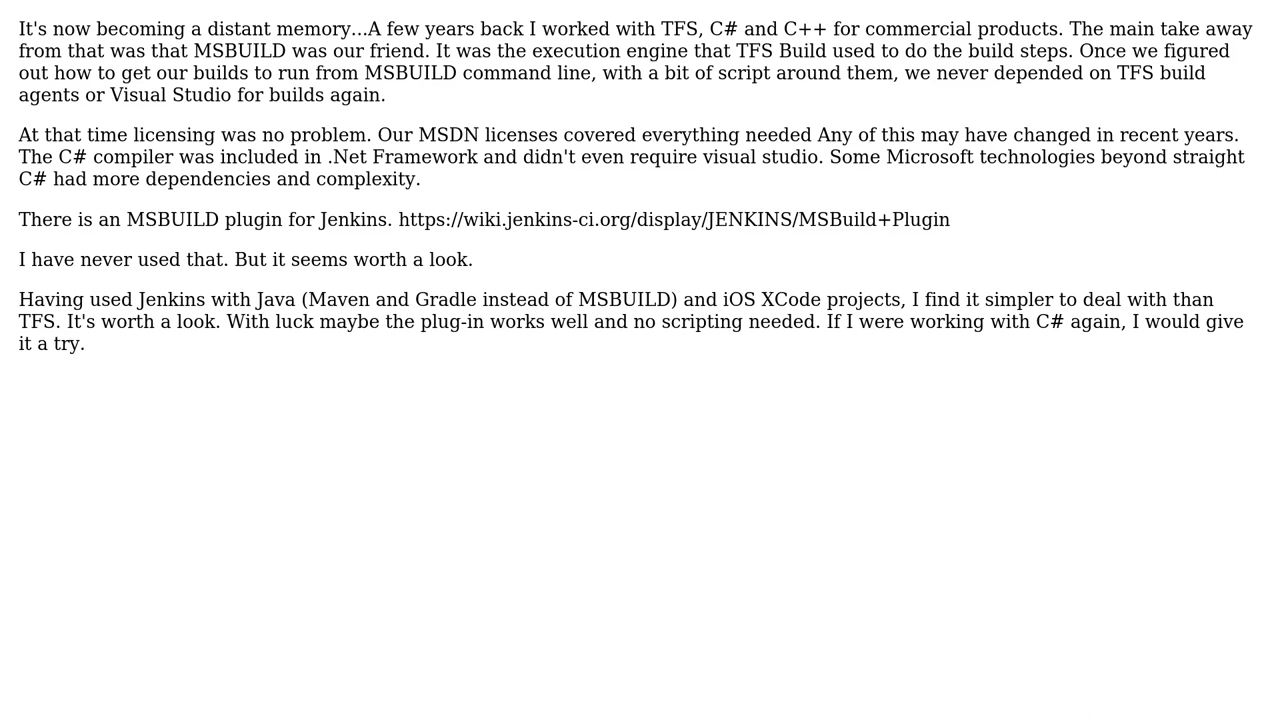 It's now becoming a distant memory...A few years back I worked with TFS, C# and C++ for commercial products. The main take away
from that was that MSBUILD was our friend. It was the execution engine that TFS Build used to do the build steps. Once we figured
out how to get our builds to run from MSBUILD command line, with a bit of script around them, we never depended on TFS build
agents or Visual Studio for builds again.
At that time licensing was no problem. Our MSDN licenses covered everything needed Any of this may have changed in recent years.
The C# compiler was included in .Net Framework and didn't even require visual studio. Some Microsoft technologies beyond straight
C# had more dependencies and complexity.
There is an MSBUILD plugin for Jenkins. https://wiki.jenkins-ci.org/display/JENKINS/MSBuild+Plugin
I have never used that. But it seems worth a look.
Having used Jenkins with Java (Maven and Gradle instead of MSBUILD) and iOS XCode projects, I find it simpler to deal with than
TFS. It's worth a look. With luck maybe the plug-in works well and no scripting needed. If I were working with C# again, I would give
it a try.